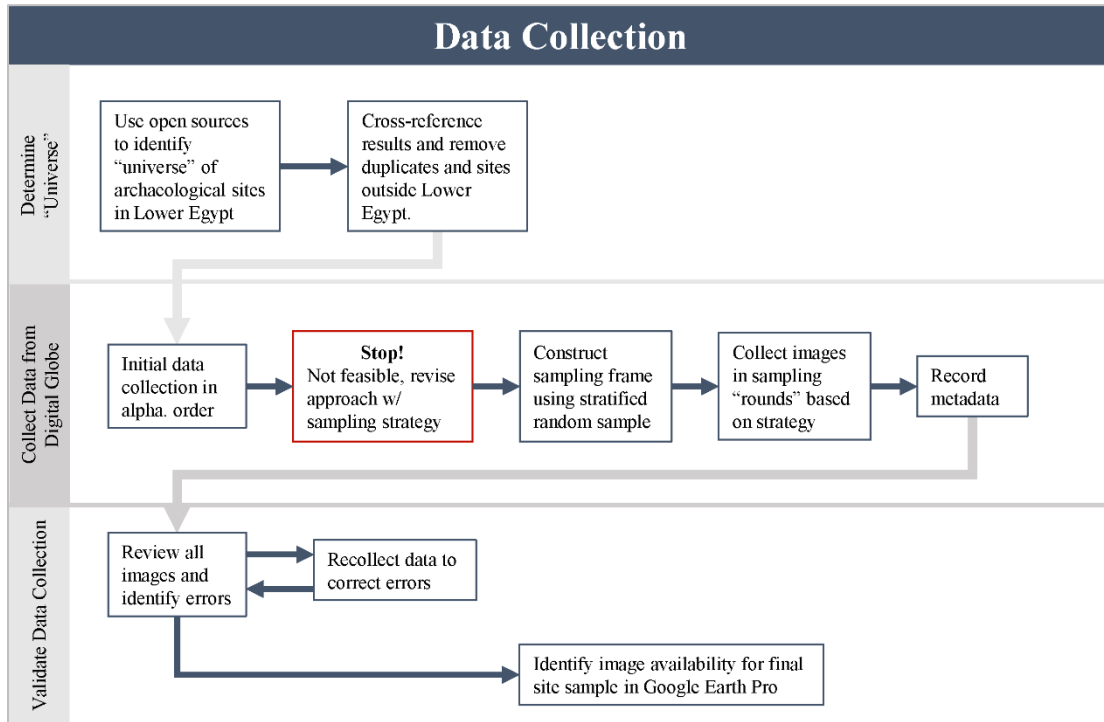 Data Collection
Determine
“Universe”
Use open sources
to identify
“universe” of
archaeological sites
in Lower Egypt
Cross-reference
results and remove
duplicates and sites
outside Lower
Egypt.
Collect Data from
Digital Globe
Initial data
collection in
alpha. order
Stop!
Not feasible, revise
approach w/
sampling strategy
Construct
sampling frame
using stratified
random sample
Collect images
in sampling
“rounds” based
on strategy
Record
metadata
Validate Data Collection
Review all
images and
identify errors
Recollect data to
correct errors
Identify image availability for final
site sample in Google Earth Pro